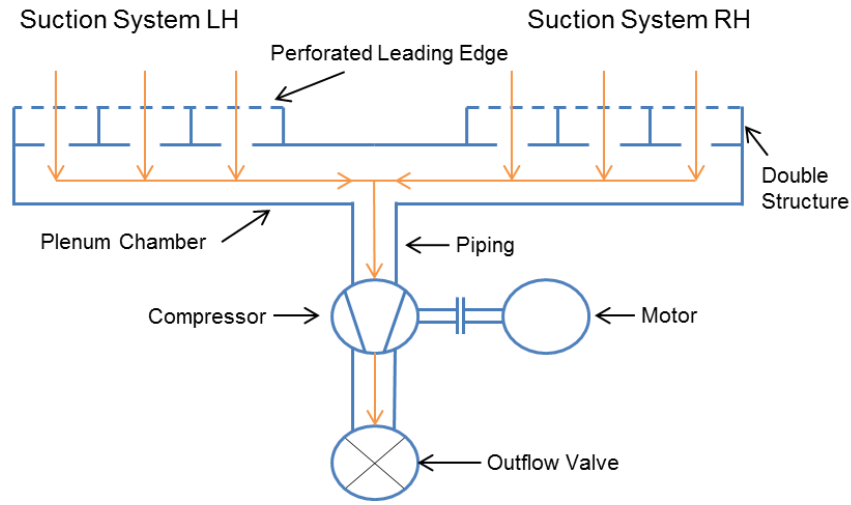 Suction System LH
Suction System RH
Perforated Leading Edge
Double
Structure
Plenum Chamber
Piping
Compressor
Motor
Outflow Valve